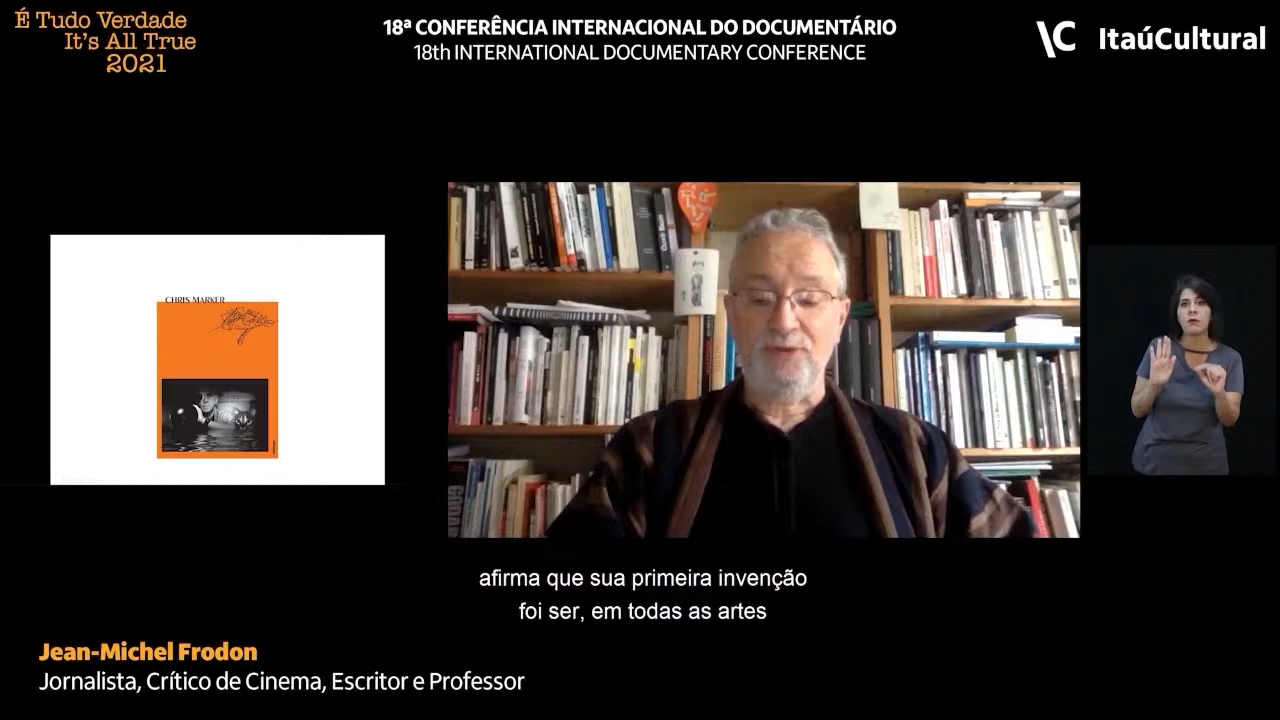 É Tudo Verdade
It's All True
2021
18ª CONFERÊNCIA INTERNACIONAL DO DOCUMENTÁRIO
18th INTERNATIONAL DOCUMENTARY CONFERENCE
\C ItaúCultural
CHRIS MARKER
afirma que sua primeira invenção
foi ser, em todas as artes
Jean-Michel Frodon
Jornalista, Crítico de Cinema, Escritor e Professor